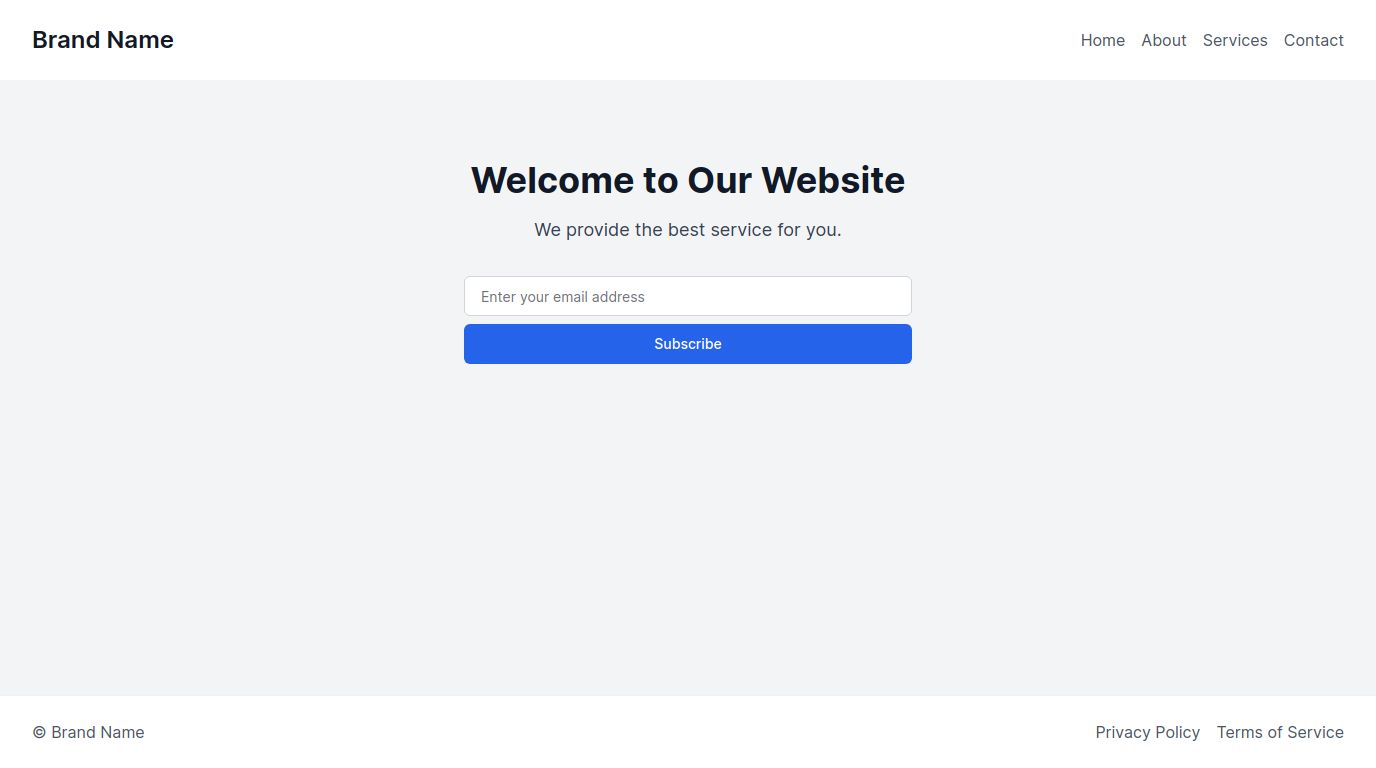 Brand Name
Home About Services Contact
Welcome to Our Website
We provide the best service for you.
Enter your email address
Subscribe
© Brand Name
Privacy Policy Terms of Service